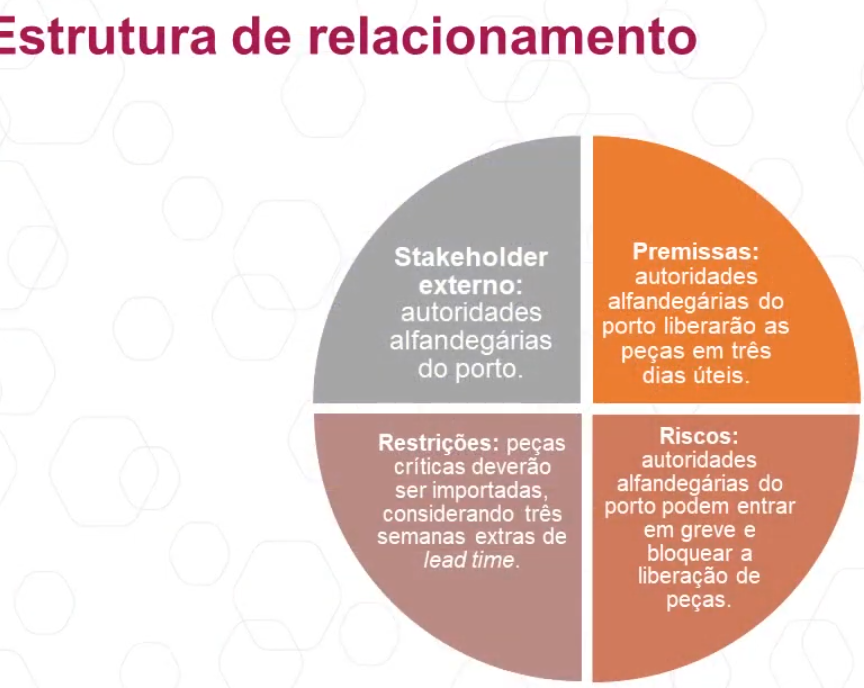 Estrutura de relacionamento
Stakeholder
externo:
autoridades
alfandegárias
do porto.
Premissas:
autoridades
alfandegárias do
porto liberarão as
peças em três
dias úteis.
Restrições: peças
críticas deverão
ser importadas,
considerando três
semanas extras de
lead time.
Riscos:
autoridades
alfandegárias do
porto podem entrar
em greve e
bloquear a
liberação de
peças.